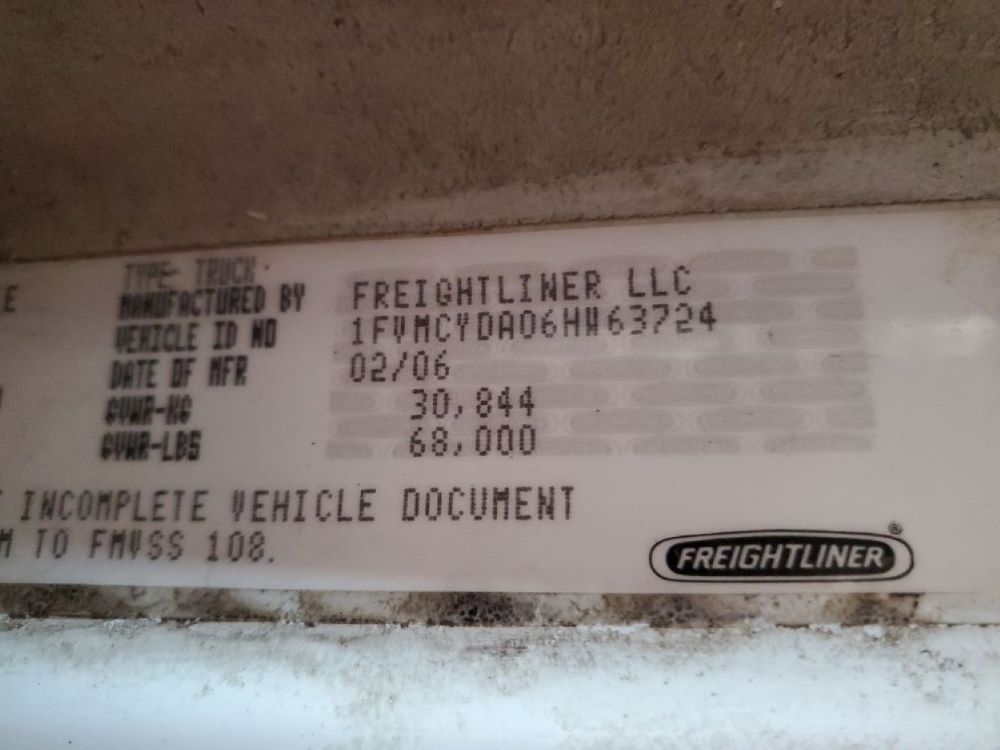 TYPE TRUCK
E MANUFACTURED BY FREIGHTLINER LLC
VEHICLE ID NO 1FVMCYDA06HW63724
DATE OF MFR 02/06
GVWR-KG 30,844
GVWR-LBS 68,000
INCOMPLETE VEHICLE DOCUMENT
M TO FMVSS 108.
FREIGHTLINER®